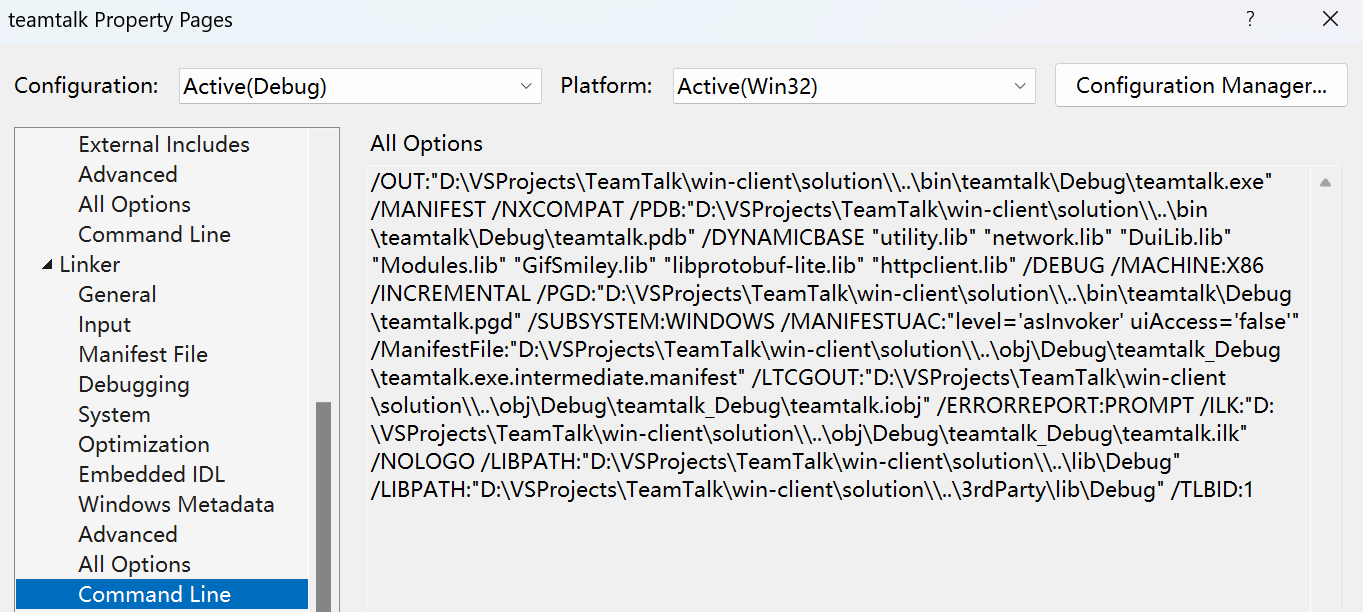 teamtalk Property Pages
?
Configuration: Active(Debug) Platform: Active(Win32) Configuration Manager...
External Includes
Advanced
All Options
Command Line
Linker
General
Input
Manifest File
Debugging
System
Optimization
Embedded IDL
Windows Metadata
Advanced
All Options
Command Line
All Options
/OUT:"D:\VSProjects\TeamTalk\win-client\solution\\..\bin\teamtalk\Debug\teamtalk.exe"
/MANIFEST /NXCOMPAT /PDB:"D:\VSProjects\TeamTalk\win-client\solution\\..\bin
\teamtalk\Debug\teamtalk.pdb" /DYNAMICBASE "utility.lib" "network.lib" "DuiLib.lib"
"Modules.lib" "GifSmiley.lib" "libprotobuf-lite.lib" "httpclient.lib" /DEBUG /MACHINE:X86
/INCREMENTAL /PGD:"D:\VSProjects\TeamTalk\win-client\solution\\..\bin\teamtalk\Debug
\teamtalk.pgd" /SUBSYSTEM:WINDOWS /MANIFESTUAC:"level='asInvoker' uiAccess='false'"
/ManifestFile:"D:\VSProjects\TeamTalk\win-client\solution\\..\obj\Debug\teamtalk_Debug
\teamtalk.exe.intermediate.manifest" /LTCGOUT:"D:\VSProjects\TeamTalk\win-client
\solution\\..\obj\Debug\teamtalk_Debug\teamtalk.iobj" /ERRORREPORT:PROMPT /ILK:"D:
\VSProjects\TeamTalk\win-client\solution\\..\obj\Debug\teamtalk_Debug\teamtalk.ilk"
/NOLOGO /LIBPATH:"D:\VSProjects\TeamTalk\win-client\solution\\..\lib\Debug"
/LIBPATH:"D:\VSProjects\TeamTalk\win-client\solution\\..\3rdParty\lib\Debug" /TLBID:1